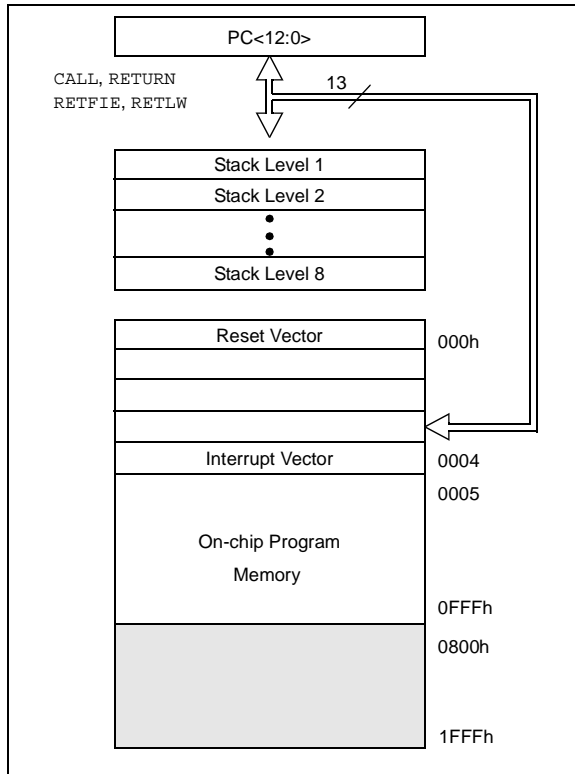 PC<12:0>
CALL, RETURN
RETFIE, RETLW
13
Stack Level 1
Stack Level 2
Stack Level 8
Reset Vector
000h
Interrupt Vector
0004
0005
On-chip Program
Memory
0FFFh
0800h
1FFFh